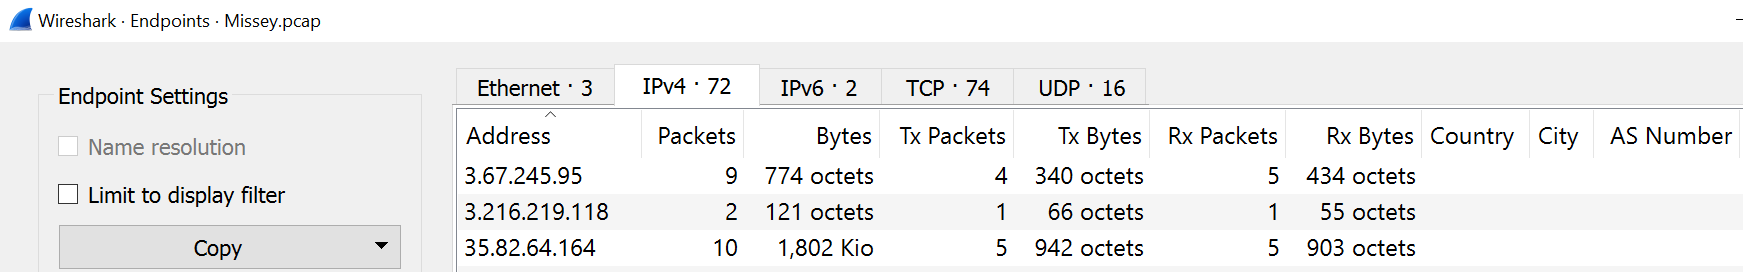 Wireshark · Endpoints · Missey.pcap
Endpoint Settings
Name resolution
Limit to display filter
Copy
Ethernet · 3 IPv4 · 72 IPv6 · 2 TCP · 74 UDP · 16
Address Packets Bytes Tx Packets Tx Bytes Rx Packets Rx Bytes Country City AS Number
3.67.245.95 9 774 octets 4 340 octets 5 434 octets
3.216.219.118 2 121 octets 1 66 octets 1 55 octets
35.82.64.164 10 1,802 Kio 5 942 octets 5 903 octets